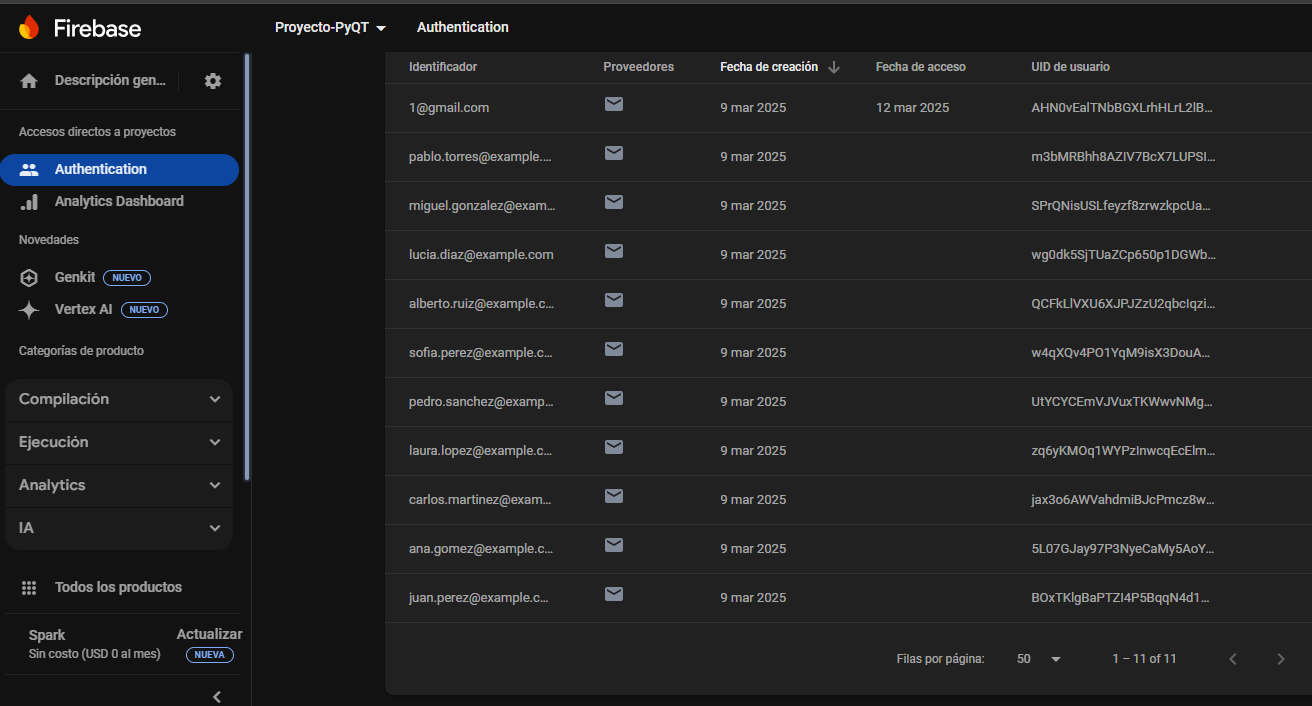 Firebase
Proyecto-PyQT
Authentication
Descripción gen...
Accesos directos a proyectos
Authentication
Analytics Dashboard
Novedades
Genkit NUEVO
Vertex AI NUEVO
Categorías de producto
Compilación
Ejecución
Analytics
IA
Todos los productos
Spark
Sin costo (USD 0 al mes)
Actualizar
NUEVA
Identificador Proveedores Fecha de creación Fecha de acceso UID de usuario
1@gmail.com 9 mar 2025 12 mar 2025 AHN0vEalTNbBGXLrhHLrL2lB...
pablo.torres@example.... 9 mar 2025 m3bMRBhh8AZIV7BcX7LUPSI...
miguel.gonzalez@exam... 9 mar 2025 SPrQNisUSLfeyzf8zrwzkpcUa...
lucia.diaz@example.com 9 mar 2025 wg0dk5SjTUaZCp650p1DGWb...
alberto.ruiz@example.c... 9 mar 2025 QCFkLlVXU6XJPJZzU2qbcIqzi...
sofia.perez@example.c... 9 mar 2025 w4qXQv4PO1YqM9isX3DouA...
pedro.sanchez@examp... 9 mar 2025 UtYCYCEmVJVuxTKWwvNMg...
laura.lopez@example.c... 9 mar 2025 zq6yKMOq1WYPzInwcqEcElm...
carlos.martinez@exam... 9 mar 2025 jax3o6AWVahdmiBJcPmcz8w...
ana.gomez@example.c... 9 mar 2025 5L07GJay97P3NyeCaMy5AoY...
juan.perez@example.c... 9 mar 2025 BOxTKlgBaPTZI4P5BqqN4d1...
Filas por página: 50 1 – 11 of 11